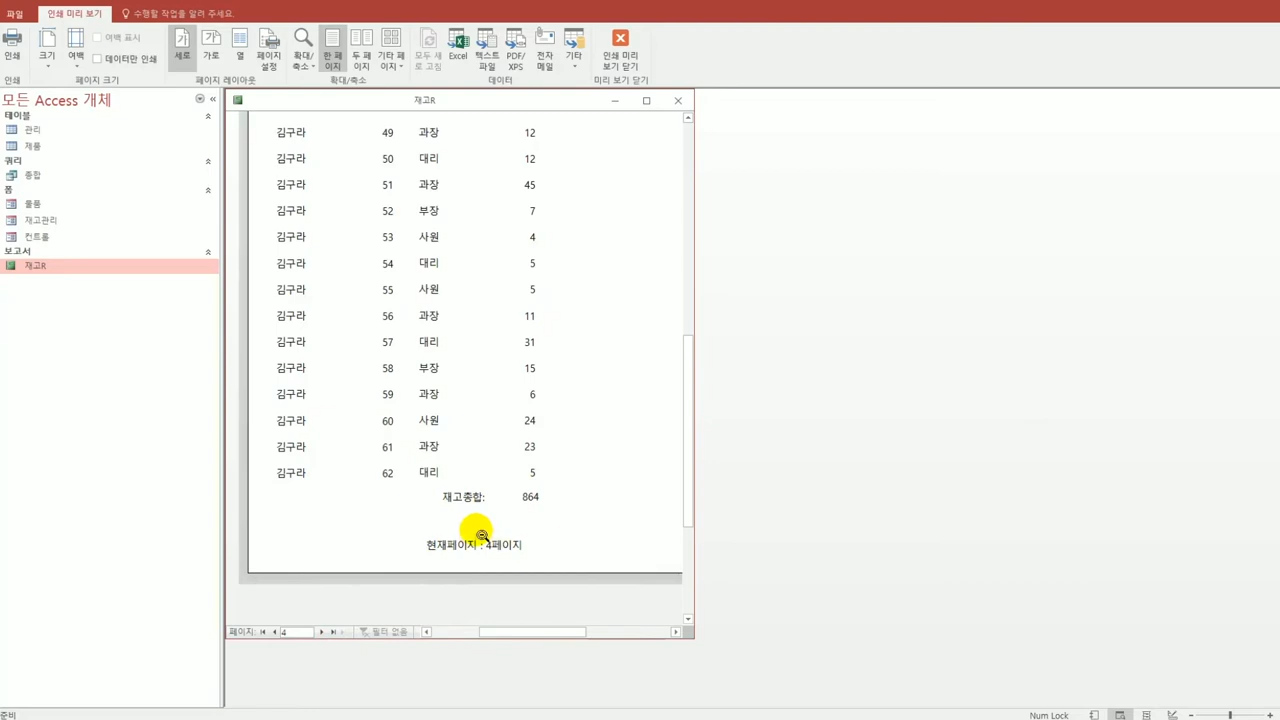 파일 인쇄 미리 보기 수행할 작업을 알려 주세요.
인쇄 크기 여백 여백 표시 데이터만 인쇄 세로 가로 열 페이지 설정 확대/축소 한 페이지 두 페이지 기타 페이지 모두 새로 고침 Excel 텍스트 파일 PDF/XPS 전자 메일 기타 인쇄 미리 보기 닫기
인쇄 페이지 크기 페이지 레이아웃 확대/축소 데이터 미리 보기 닫기
모든 Access 개체
테이블
관리
제품
쿼리
종합
폼
물품
재고관리
컨트롤
보고서
재고R
재고R
김구라 49 과장 12
김구라 50 대리 12
김구라 51 과장 45
김구라 52 부장 7
김구라 53 사원 4
김구라 54 대리 5
김구라 55 사원 5
김구라 56 과장 11
김구라 57 대리 31
김구라 58 부장 15
김구라 59 과장 6
김구라 60 사원 24
김구라 61 과장 23
김구라 62 대리 5
재고종합: 864
현재페이지 : 4페이지
페이지: 4 필터 없음
준비 Num Lock